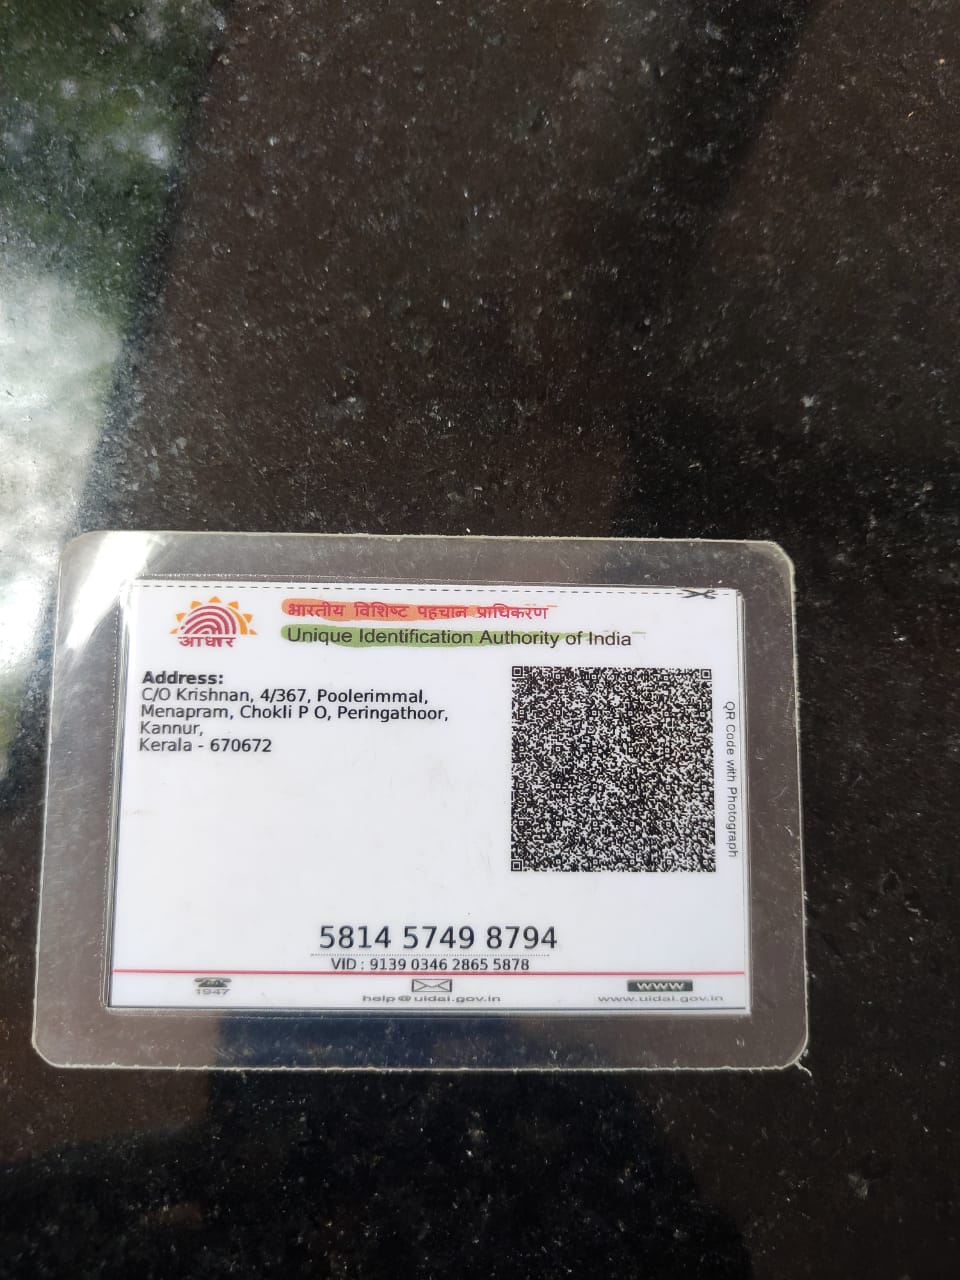 भारतीय विशिष्ट पहचान प्राधिकरण
Unique Identification Authority of India
आधार
Address:
C/O Krishnan, 4/367, Poolerimmal,
Menapram, Chokli P O, Peringathoor,
Kannur,
Kerala - 670672
QR Code with Photograph
5814 5749 8794
VID : 9139 0346 2865 5878
1947
help@uidai.gov.in
WWW
www.uidai.gov.in